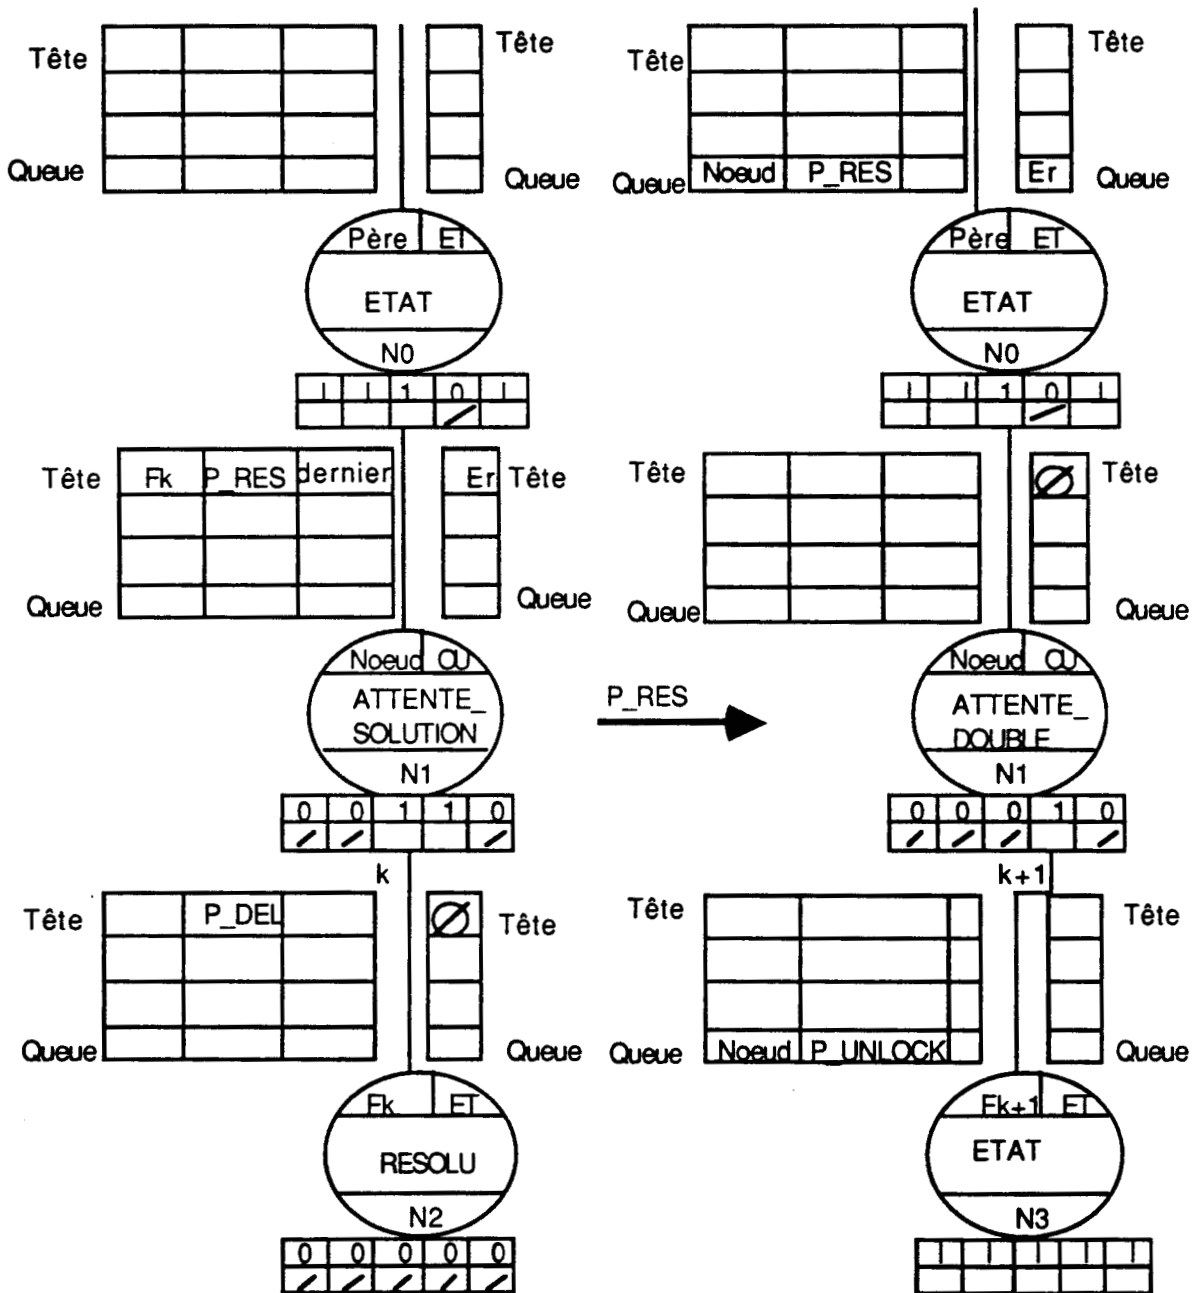 Tête Tête Tête Tête
Queue Queue Queue Noeud P_RES Er Queue
Père ET Père ET
ETAT ETAT
N0 N0
| | 1 0 | | | 1 0 |
Tête Fk P_RES dernier Er Tête Tête Ø Tête
Queue Queue Queue Queue
Noeud OU Noeud OU
ATTENTE_ P_RES ATTENTE_
SOLUTION DOUBLE
N1 N1
0 0 1 1 0 0 0 0 1 0
k k+1
Tête P_DEL Ø Tête Tête Tête
Queue Queue Queue Noeud P_UNLOCK Queue
Fk ET Fk+1 ET
RESOLU ETAT
N2 N3
0 0 0 0 0 | | | | |